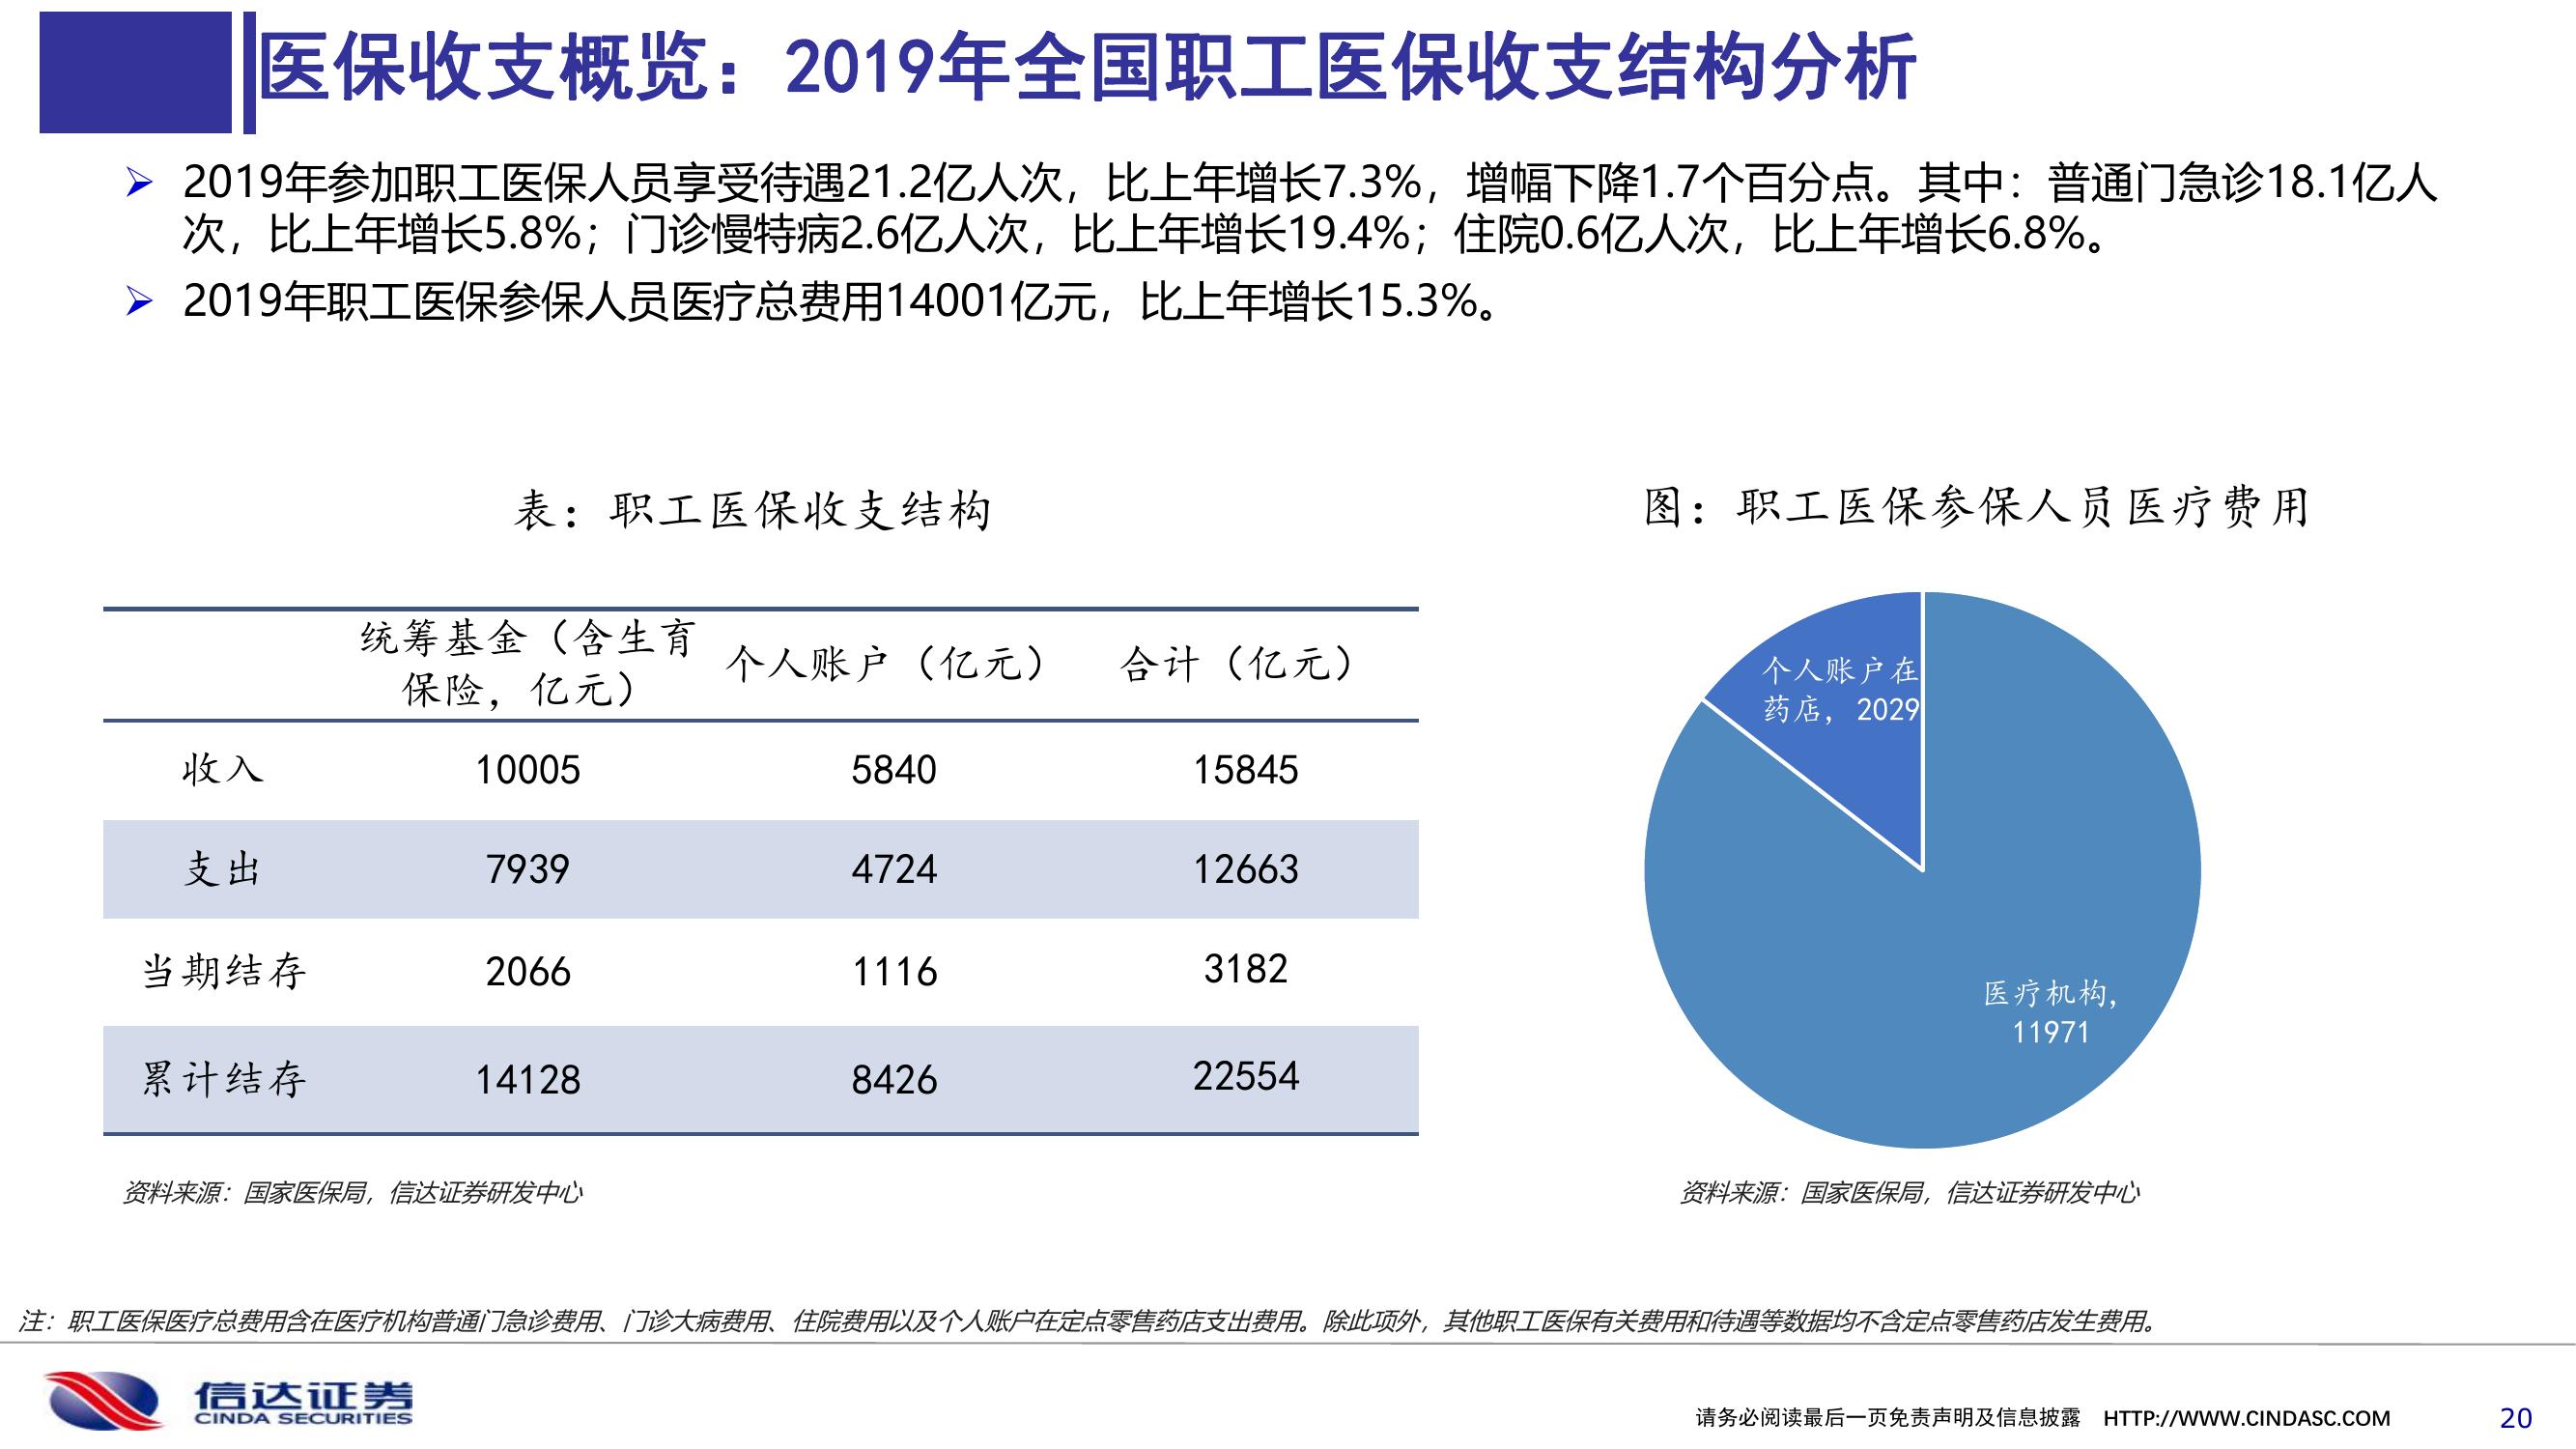 医保收支概览：2019年全国职工医保收支结构分析
2019年参加职工医保人员享受待遇21.2亿人次，比上年增长7.3%，增幅下降1.7个百分点。其中：普通门急诊18.1亿人
次，比上年增长5.8%；门诊慢特病2.6亿人次，比上年增长19.4%；住院0.6亿人次，比上年增长6.8%。
2019年职工医保参保人员医疗总费用14001亿元，比上年增长15.3%。
表：职工医保收支结构
统筹基金（含生育
保险，亿元）
个人账户（亿元）
合计（亿元）
收入 10005 5840 15845
支出 7939 4724 12663
当期结存 2066 1116 3182
累计结存 14128 8426 22554
资料来源：国家医保局，信达证券研发中心
图：职工医保参保人员医疗费用
个人账户在
药店，2029
医疗机构，
11971
资料来源：国家医保局，信达证券研发中心
注：职工医保医疗总费用含在医疗机构普通门急诊费用、门诊大病费用、住院费用以及个人账户在定点零售药店支出费用。除此项外，其他职工医保有关费用和待遇等数据均不含定点零售药店发生费用。
信达证券
CINDA SECURITIES
请务必阅读最后一页免责声明及信息披露 HTTP://WWW.CINDASC.COM 20